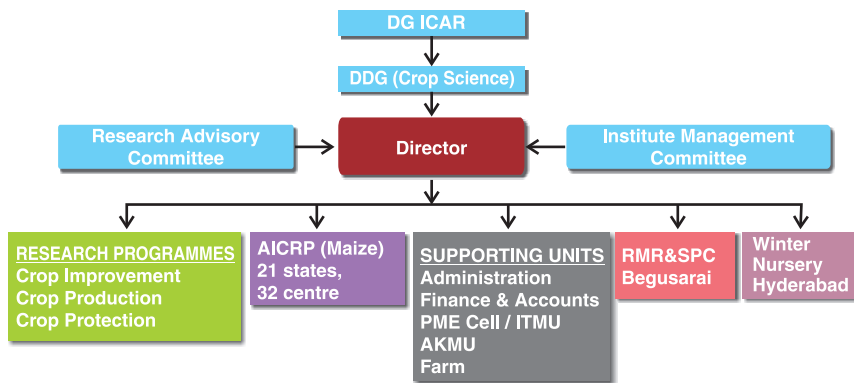 DG ICAR
DDG (Crop Science)
Research Advisory
Committee
Director
Institute Management
Committee
RESEARCH PROGRAMMES
Crop Improvement
Crop Production
Crop Protection
AICRP (Maize)
21 states,
32 centre
SUPPORTING UNITS
Administration
Finance & Accounts
PME Cell / ITMU
AKMU
Farm
RMR&SPC
Begusarai
Winter
Nursery
Hyderabad